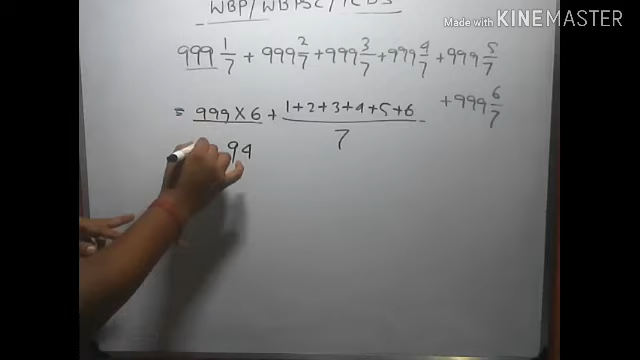 Made with KINEMASTER
WBP/WBPSC/ICDS
999 1/7 + 999 2/7 + 999 3/7 + 999 4/7 + 999 5/7
+ 999 6/7
= 999 × 6 + 1+2+3+4+5+6 / 7
94